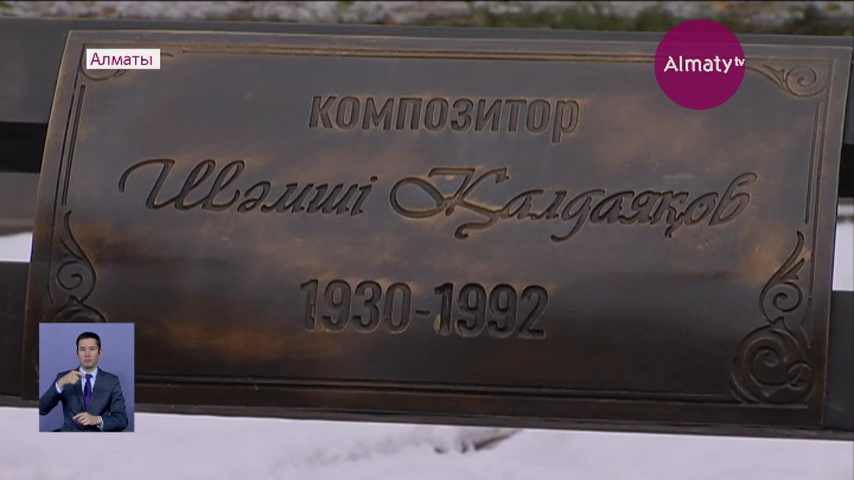 Алматы
Almaty tv
композитор
Шәмші Қалдаяқов
1930-1992